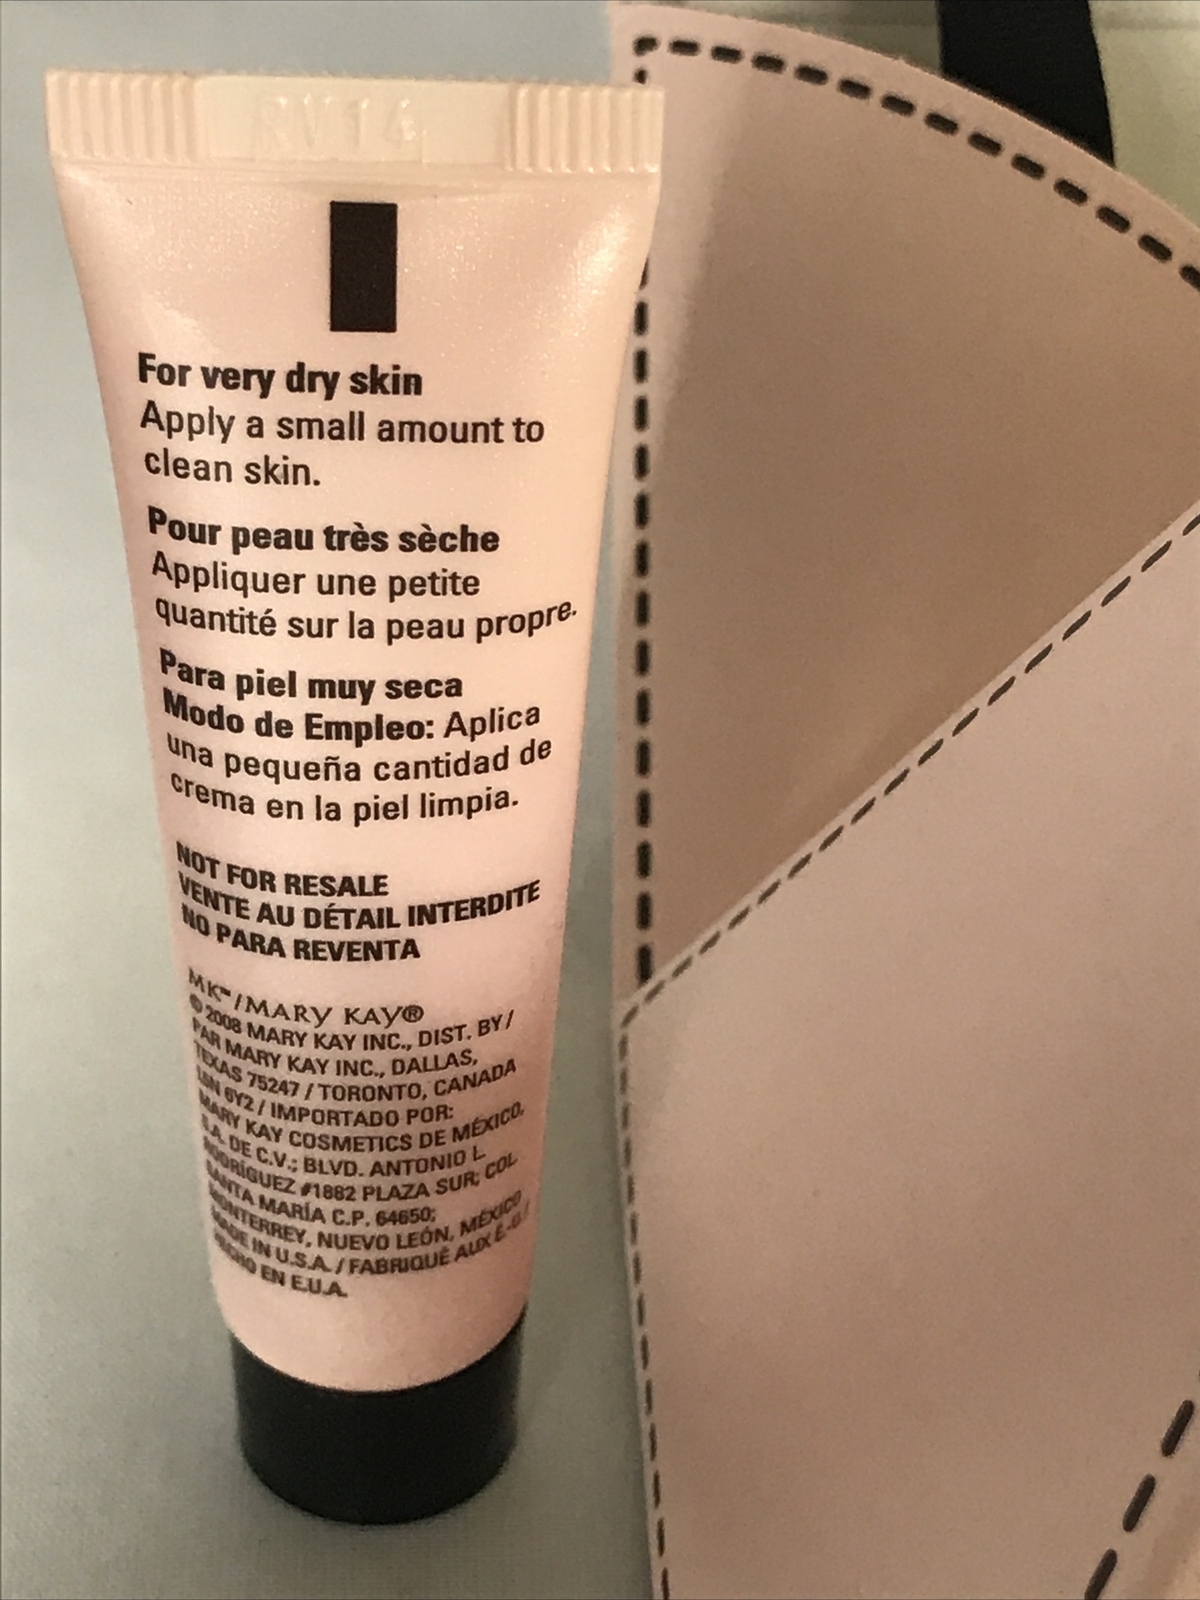 RV14
For very dry skin
Apply a small amount to
clean skin.
Pour peau très sèche
Appliquer une petite
quantité sur la peau propre.
Para piel muy seca
Modo de Empleo: Aplica
una pequeña cantidad de
crema en la piel limpia.
NOT FOR RESALE
VENTE AU DÉTAIL INTERDITE
NO PARA REVENTA
MK™/MARY KAY®
© 2008 MARY KAY INC., DIST. BY/
PAR MARY KAY INC., DALLAS,
TEXAS 75247 / TORONTO, CANADA
L5N 6Y2 / IMPORTADO POR:
MARY KAY COSMETICS DE MÉXICO,
S.A. DE C.V.; BLVD. ANTONIO L.
RODRÍGUEZ #1882 PLAZA SUR; COL
SANTA MARÍA C.P. 64650;
MONTERREY, NUEVO LEÓN, MÉXICO
MADE IN U.S.A. / FABRIQUÉ AUX É.-U./
HECHO EN E.U.A.